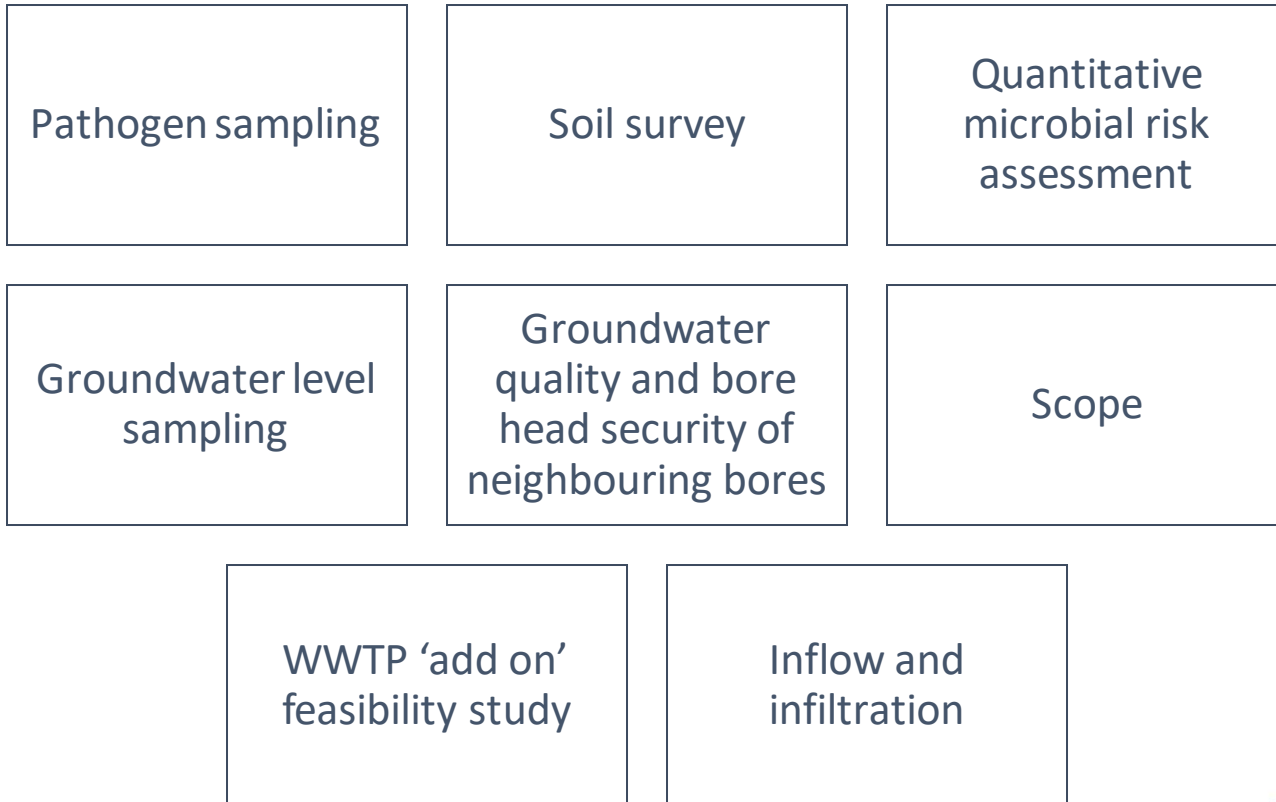 Pathogen sampling
Soil survey
Quantitative
microbial risk
assessment
Groundwater level
sampling
Groundwater
quality and bore
head security of
neighbouring bores
Scope
WWTP ‘add on’
feasibility study
Inflow and
infiltration